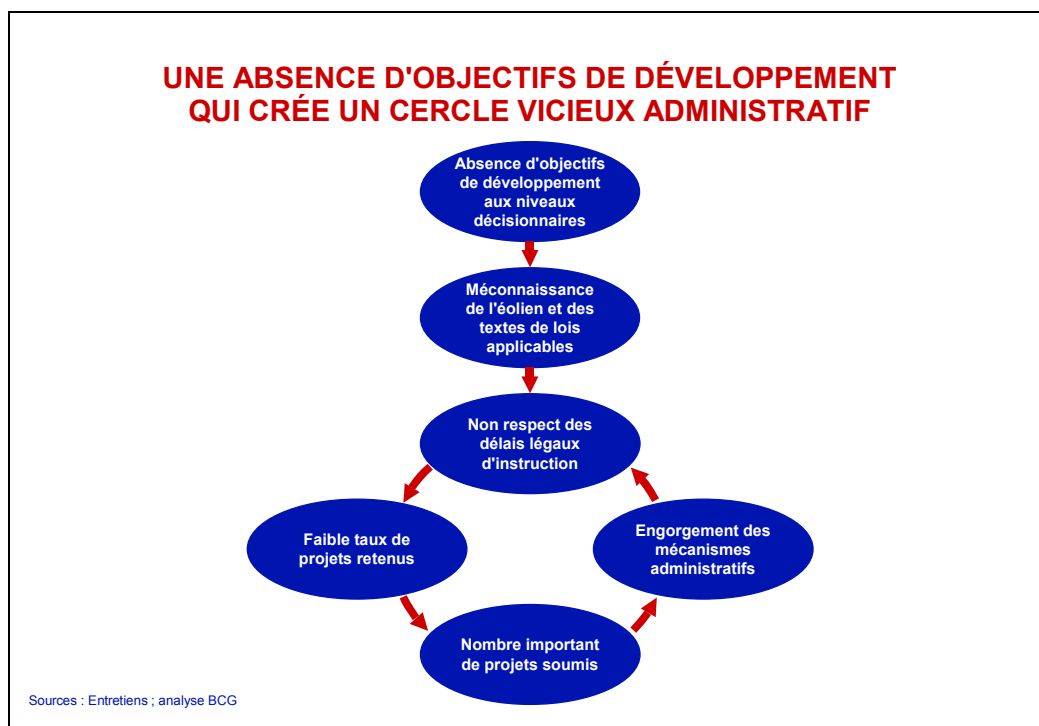 UNE ABSENCE D'OBJECTIFS DE DÉVELOPPEMENT
QUI CRÉE UN CERCLE VICIEUX ADMINISTRATIF
Absence d'objectifs
de développement
aux niveaux
décisionnaires
Méconnaissance
de l'éolien et des
textes de lois
applicables
Non respect des
délais légaux
d'instruction
Faible taux de
projets retenus
Engorgement des
mécanismes
administratifs
Nombre important
de projets soumis
Sources : Entretiens ; analyse BCG